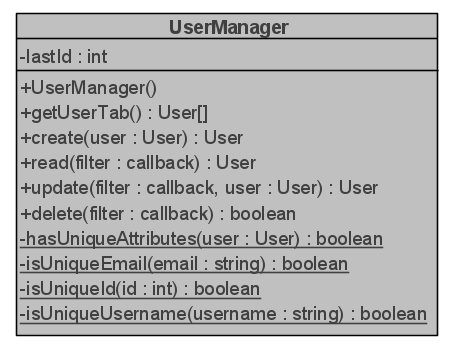 UserManager
-lastId : int
+UserManager()
+getUserTab() : User[]
+create(user : User) : User
+read(filter : callback) : User
+update(filter : callback, user : User) : User
+delete(filter : callback) : boolean
-hasUniqueAttributes(user : User) : boolean
-isUniqueEmail(email : string) : boolean
-isUniqueId(id : int) : boolean
-isUniqueUsername(username : string) : boolean